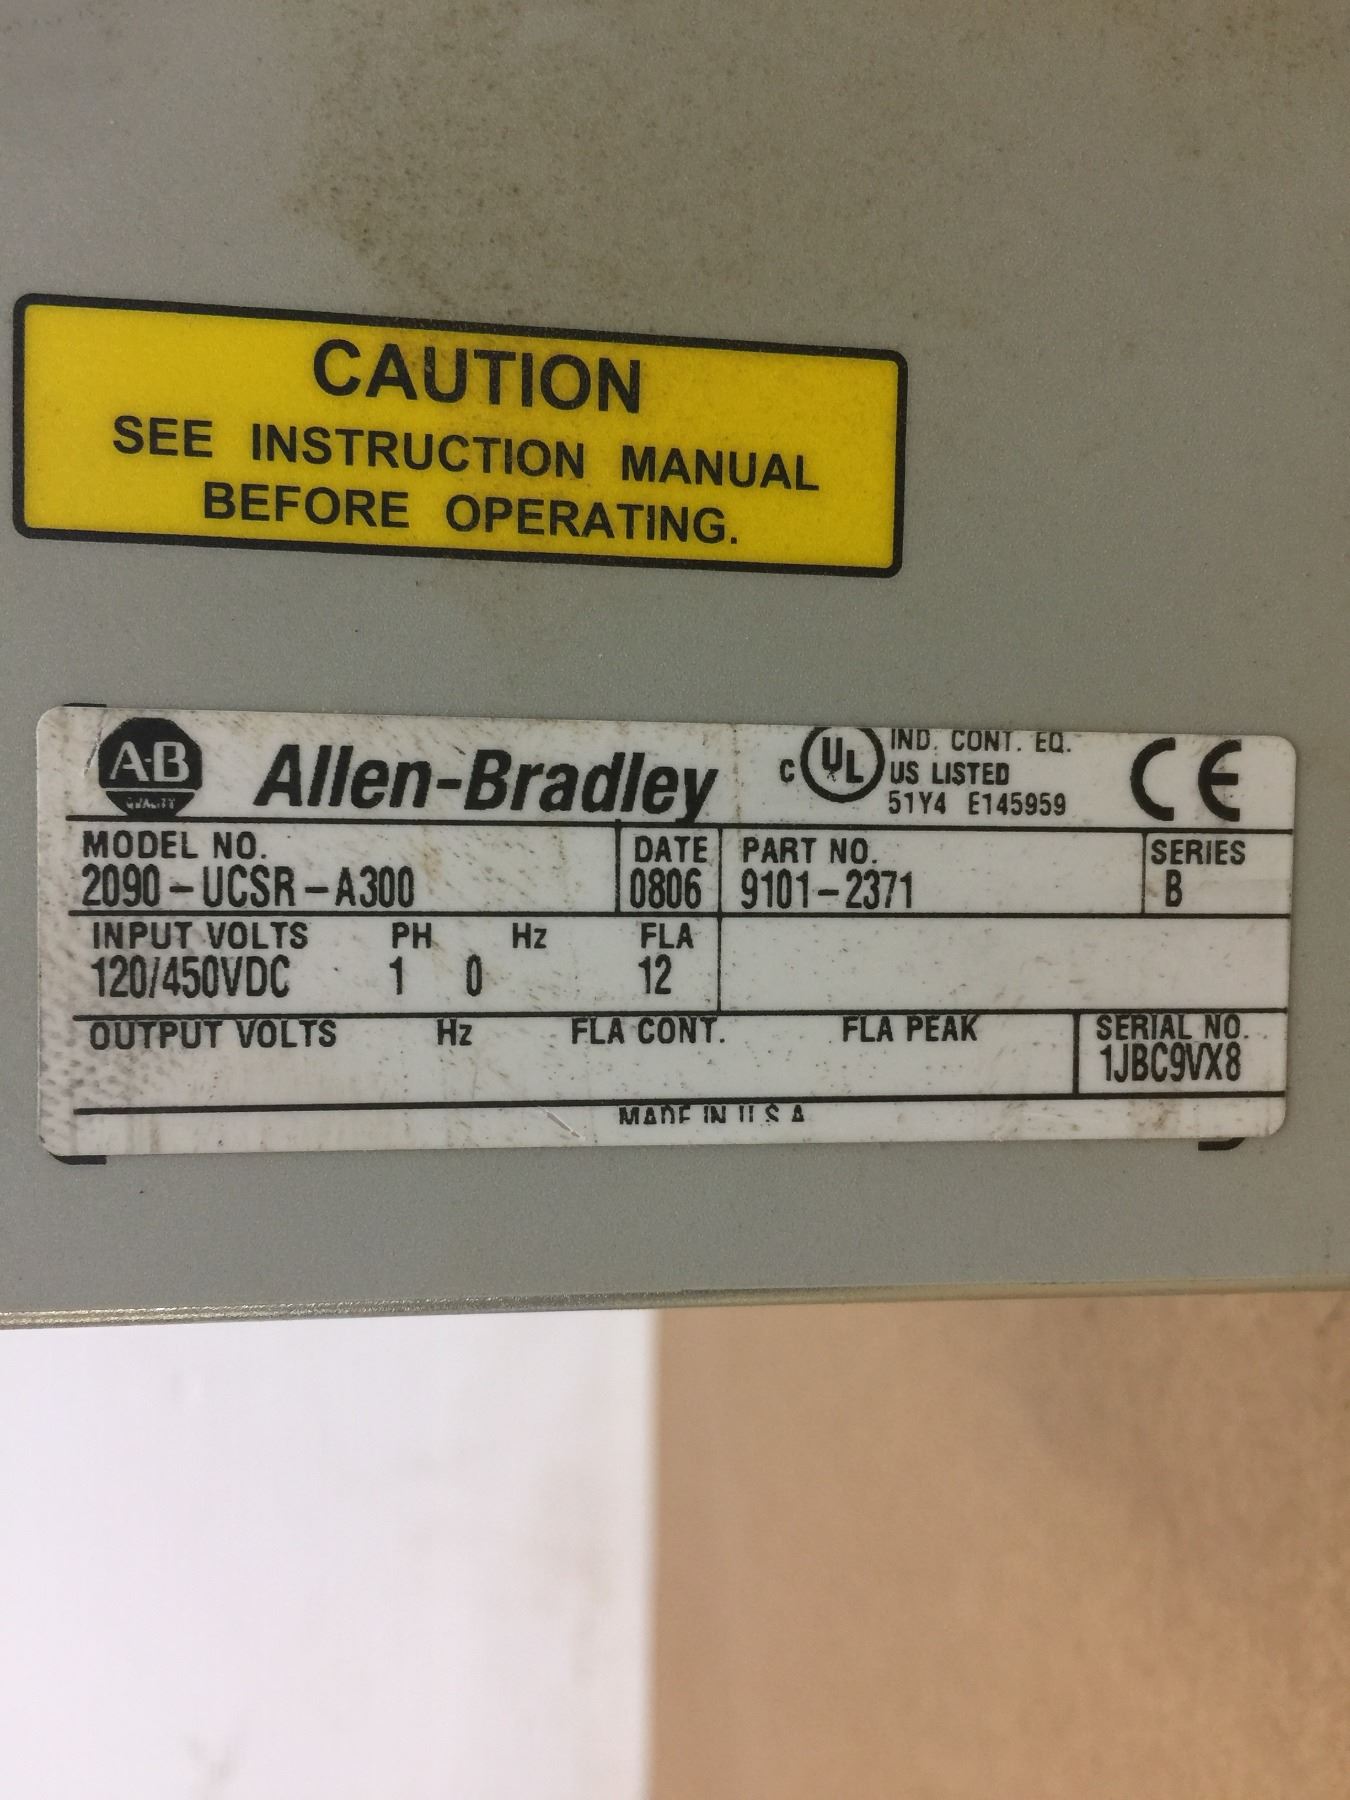 CAUTION
SEE INSTRUCTION MANUAL
BEFORE OPERATING.
A-B
QUALITY
Allen-Bradley
C UL
IND. CONT. EQ.
US LISTED
51Y4 E145959
CE
MODEL NO. DATE PART NO. SERIES
2090-UCSR-A300 0806 9101-2371 B
INPUT VOLTS PH Hz FLA
120/450VDC 1 0 12
OUTPUT VOLTS Hz FLA CONT. FLA PEAK SERIAL NO.
1JBC9VX8
MADE IN U.S.A